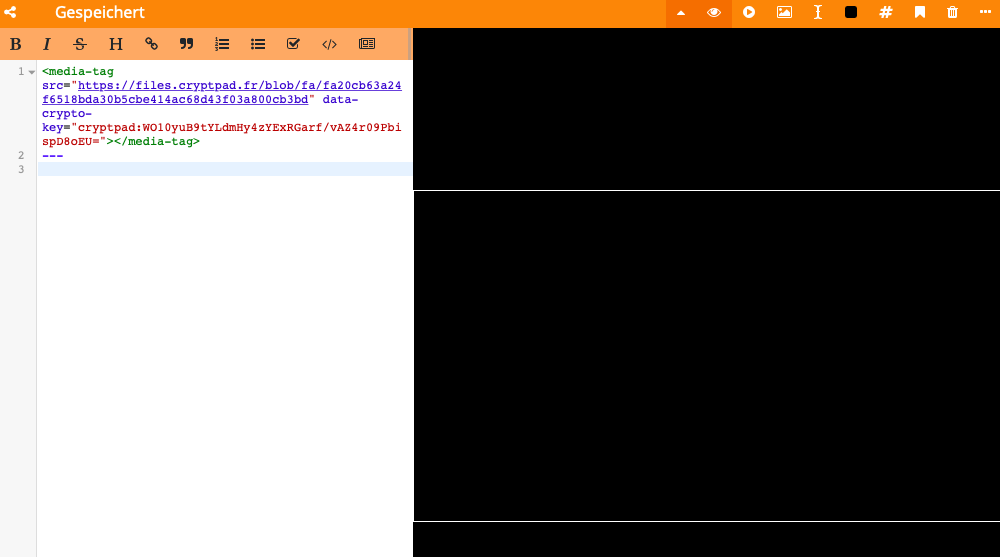 Gespeichert
B I S H
1 <media-tag
src="https://files.cryptpad.fr/blob/fa/fa20cb63a24
f6518bda30b5cbe414ac68d43f03a800cb3bd" data-
crypto-
key="cryptpad:WO10yuB9tYLdmHy4zYExRGarf/vAZ4r09Pbi
spD8oEU="></media-tag>
2 ---
3